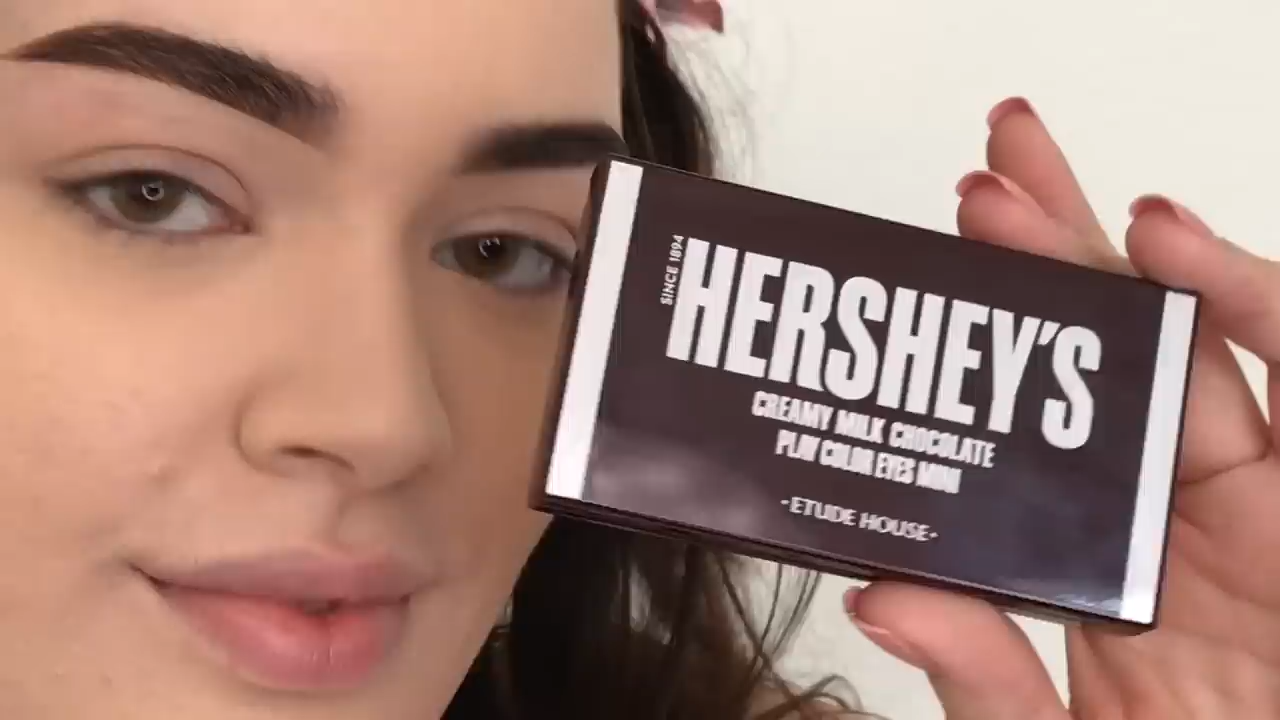 SINCE 1894
HERSHEY'S
CREAMY MILK CHOCOLATE
PLAY COLOR EYES MINI
·ETUDE HOUSE·